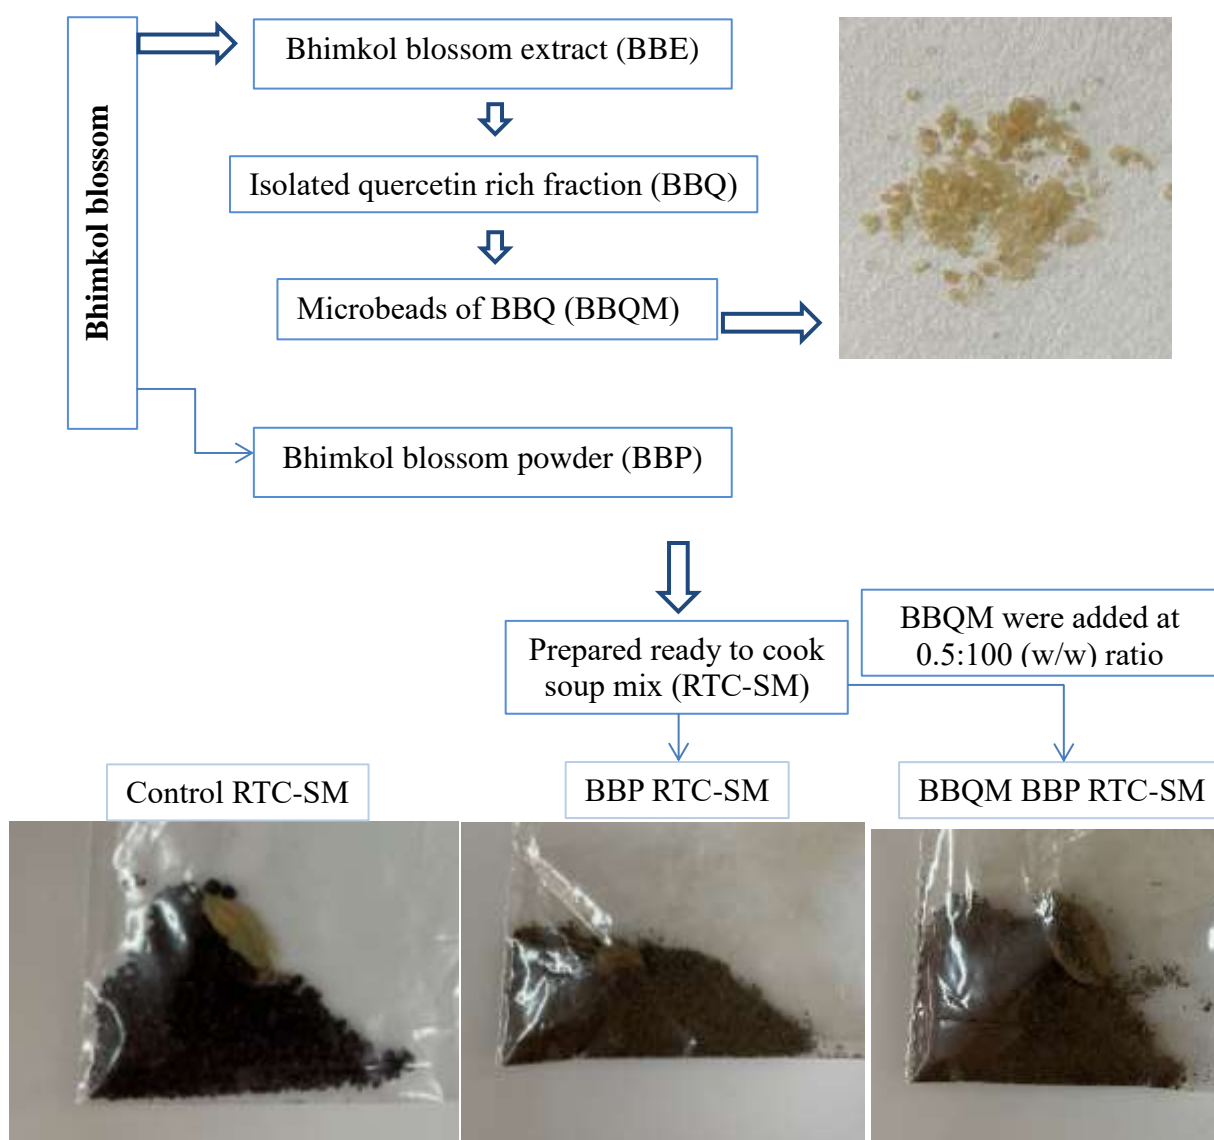 Bhimkol blossom
Bhimkol blossom extract (BBE)
Isolated quercetin rich fraction (BBQ)
Microbeads of BBQ (BBQM)
Bhimkol blossom powder (BBP)
Prepared ready to cook
soup mix (RTC-SM)
BBQM were added at
0.5:100 (w/w) ratio
Control RTC-SM
BBP RTC-SM
BBQM BBP RTC-SM